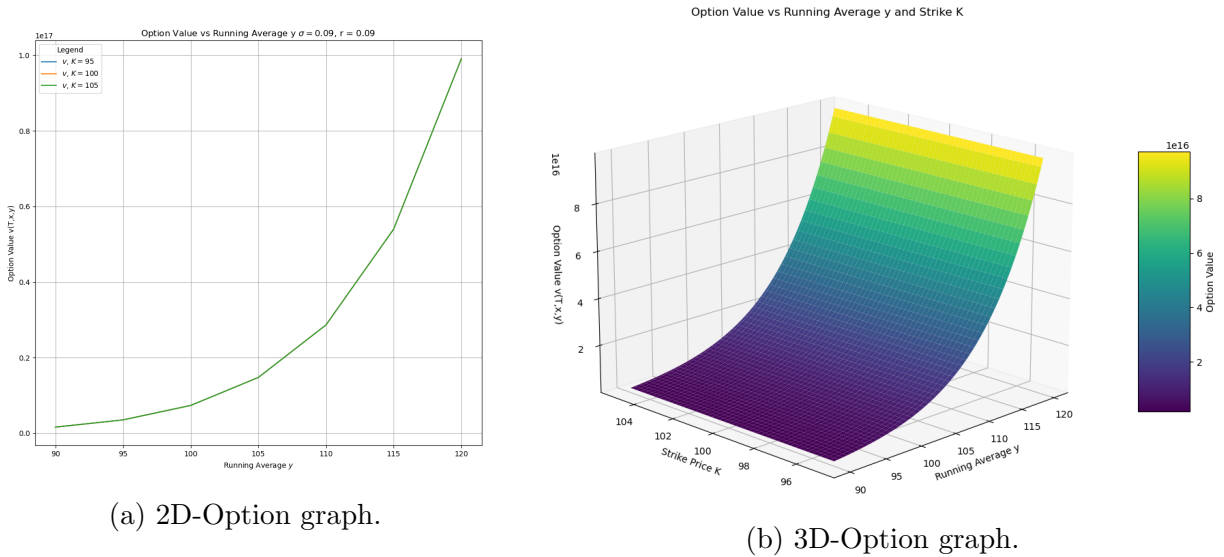 Option Value vs Running Average y σ = 0.09, r = 0.09
1e17
Legend
v, K = 95
v, K = 100
v, K = 105
1.0
0.8
0.6
0.4
0.2
0.0
Option Value v(T,x,y)
90 95 100 105 110 115 120
Running Average y
(a) 2D-Option graph.
Option Value vs Running Average y and Strike K
1e16
8
6
4
2
Option Value v(T,x,y)
104 102 100 98 96
Strike Price K
90 95 100 105 110 115 120
Running Average y
1e16
8
6
4
2
Option Value
(b) 3D-Option graph.